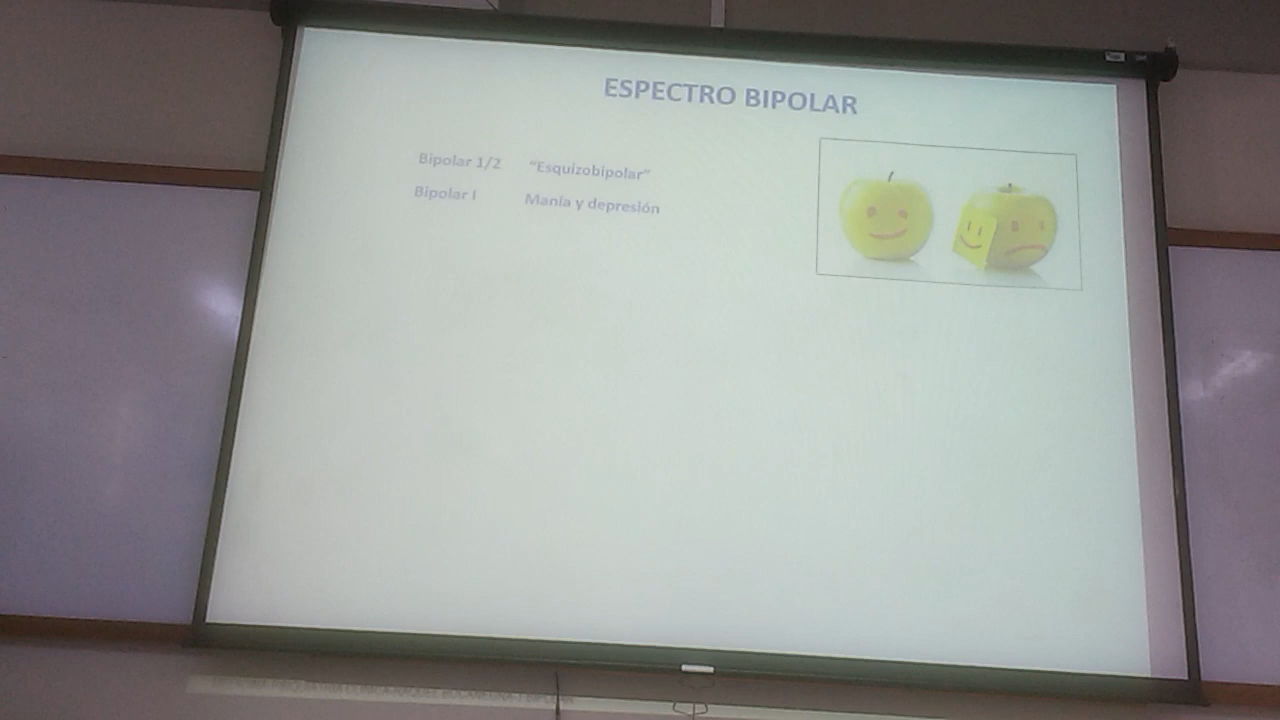 ESPECTRO BIPOLAR
Bipolar 1/2 "Esquizobipolar"
Bipolar I Manía y depresión